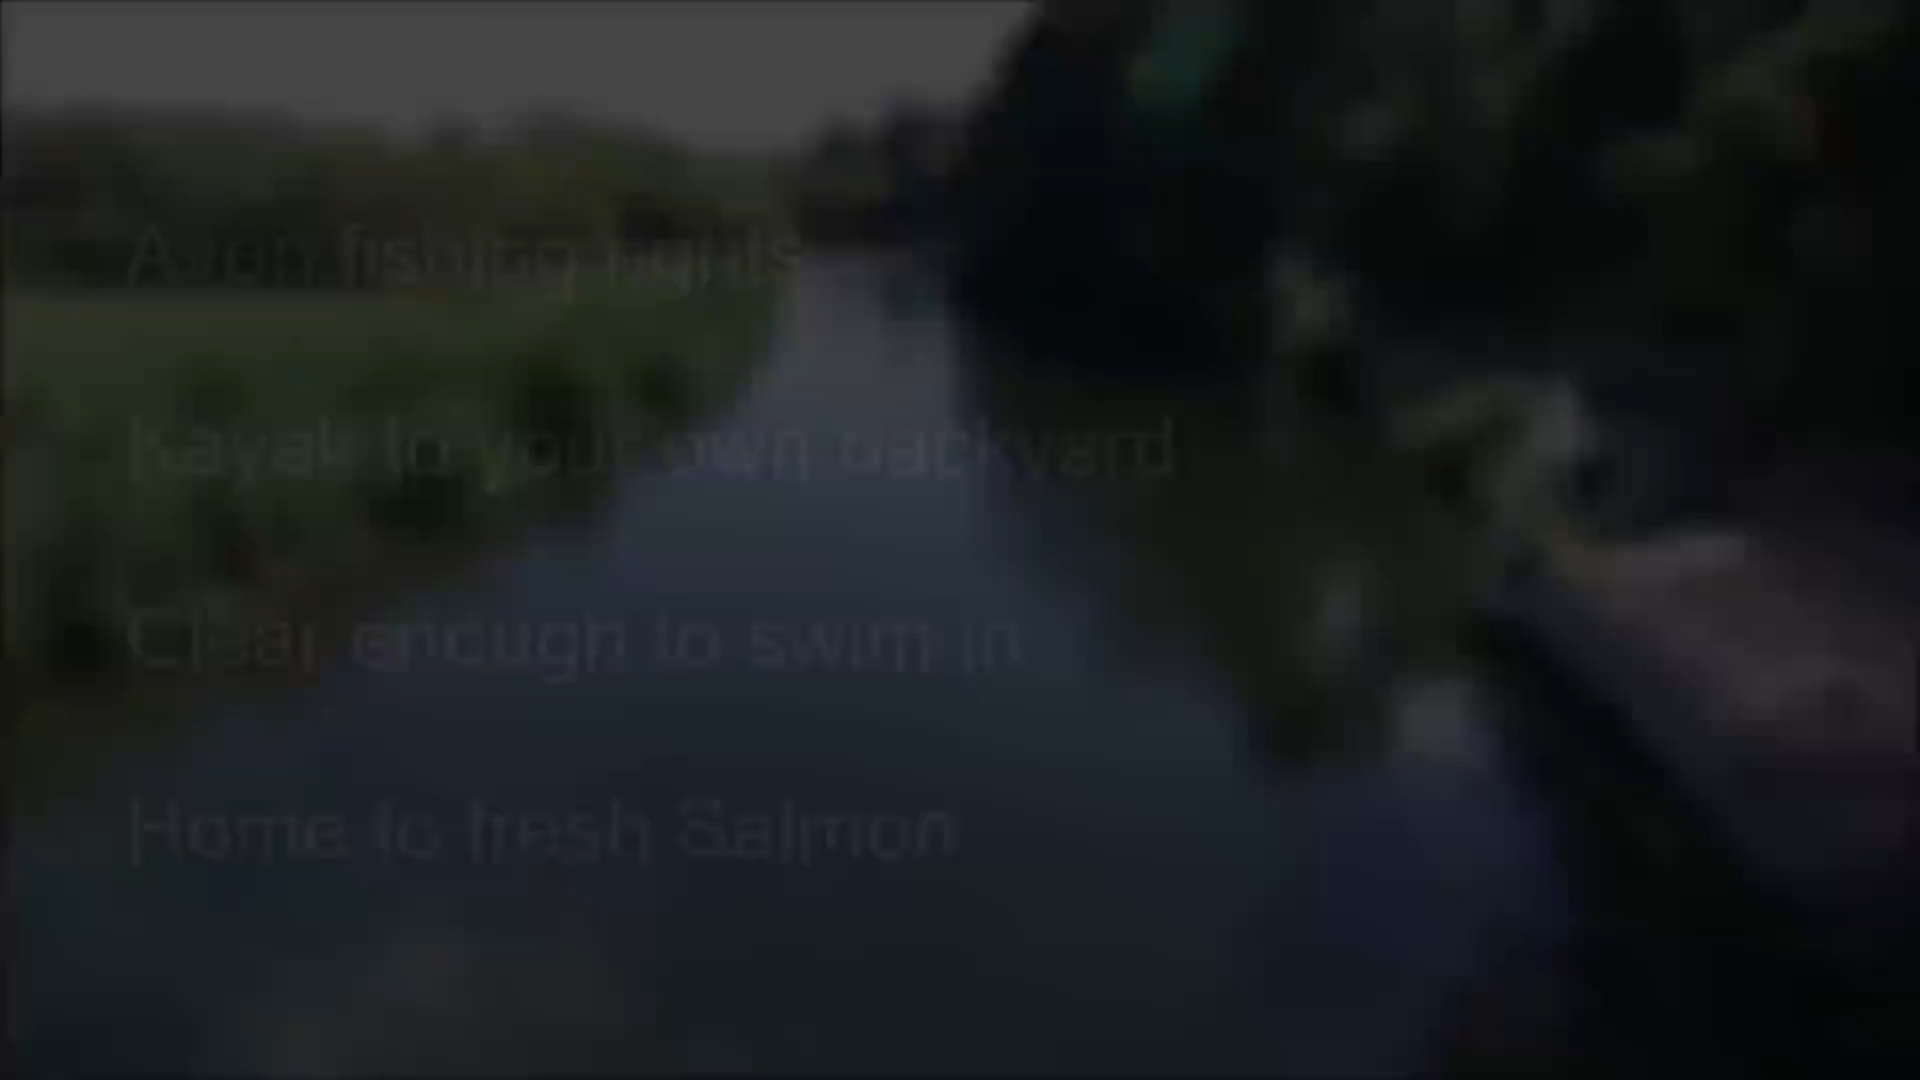 Avon fishing rights
Kayak to your own backyard
Clear enough to swim in
Home to fresh Salmon